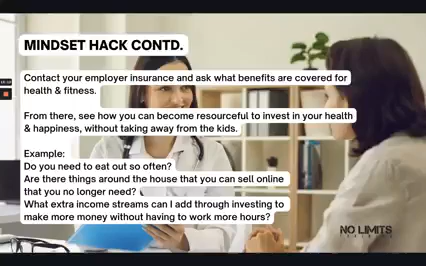 MINDSET HACK CONTD.
Contact your employer insurance and ask what benefits are covered for
health & fitness.
From there, see how you can become resourceful to invest in your health
& happiness, without taking away from the kids.
Example:
Do you need to eat out so often?
Are there things around the house that you can sell online
that you no longer need?
What extra income streams can I add through investing to
make more money without having to work more hours?
NO LIMITS